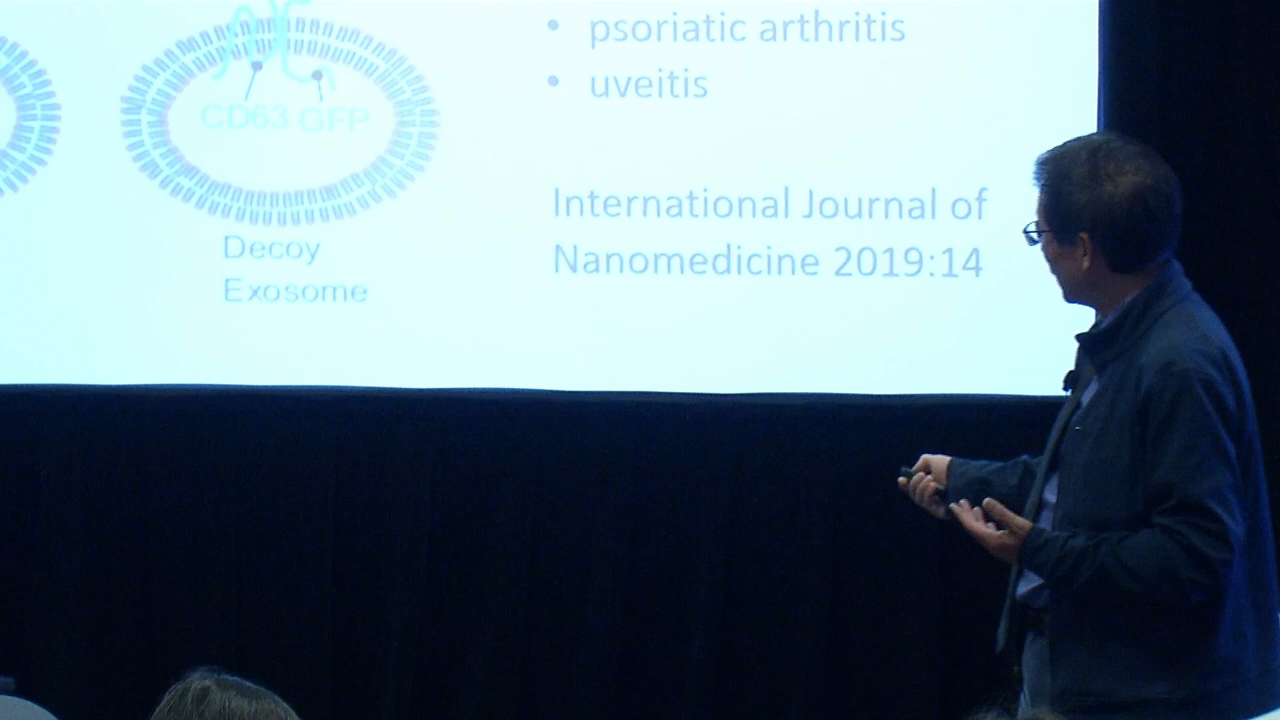 CD63 GFP
Decoy
Exosome
• psoriatic arthritis
• uveitis
International Journal of
Nanomedicine 2019:14